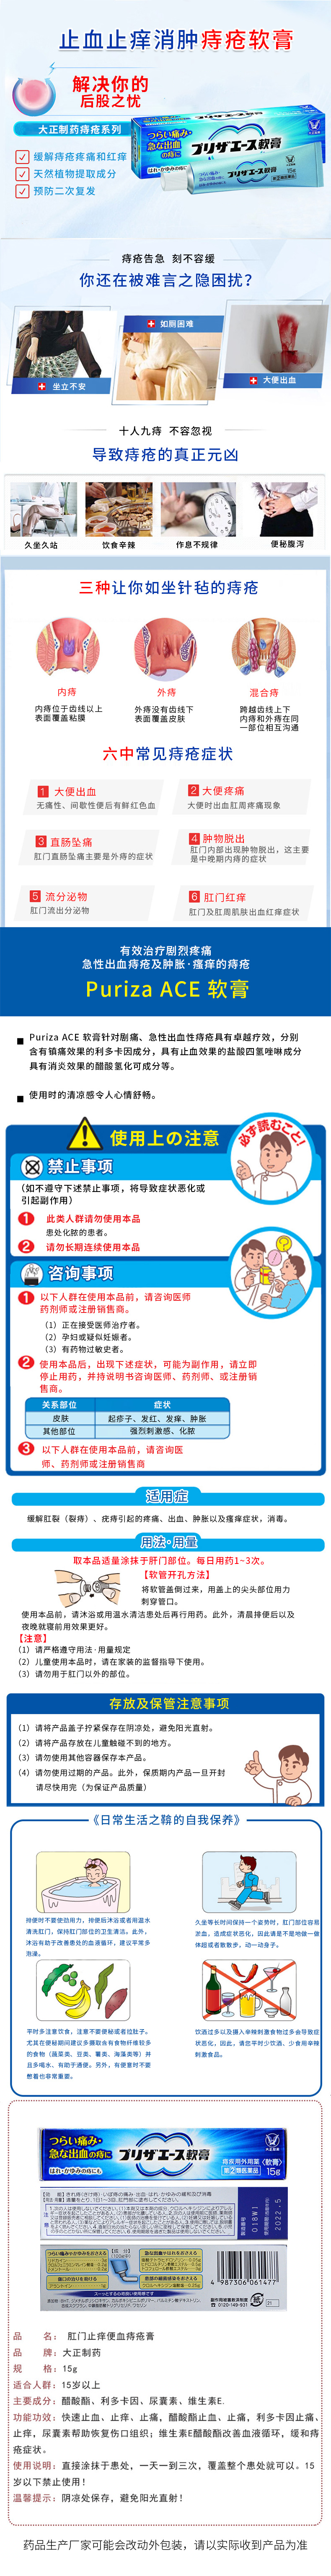 止血止痒消肿痔疮软膏
解决你的
后股之忧
大正制药痔疮系列
缓解痔疮疼痛和红痒
天然植物提取成分
预防二次复发
つらい痛み・
急な出血
の痔に
プリザエース軟膏
はれ・かゆみの痔にも
15g
痔疮告急 刻不容缓
你还在被难言之隐困扰?
坐立不安
如厕困难
大便出血
十人九痔 不容忽视
导致痔疮的真正元凶
久坐久站
饮食辛辣
作息不规律
便秘腹泻
三种让你如坐针毡的痔疮
内痔
内痔位于齿线以上
表面覆盖粘膜
外痔
外痔没有齿线下
表面覆盖皮肤
混合痔
跨越齿线上下
内痔和外痔在同
一部位相互沟通
六中常见痔疮症状
1 大便出血
无痛性、间歇性便后有鲜红色血
2 大便疼痛
大便时出血肛周疼痛现象
3 直肠坠痛
肛门直肠坠痛主要是外痔的症状
4 肿物脱出
肛门内部出现肿物脱出，这主要
是中晚期内痔的症状
5 流分泌物
肛门流出分泌物
6 肛门红痒
肛门及肛周肌肤出血红痒症状
有效治疗剧烈疼痛
急性出血痔疮及肿胀·瘙痒的痔疮
Puriza ACE 软膏
Puriza ACE 软膏针对剧痛、急性出血性痔疮具有卓越疗效，分别
含有镇痛效果的利多卡因成分，具有止血效果的盐酸四氢唑啉成分
具有消炎效果的醋酸氢化可成分等。
使用时的清凉感令人心情舒畅。
使用上の注意
必ず読むこと!
禁止事项
（如不遵守下述禁止事项，将导致症状恶化或
引起副作用）
1 此类人群请勿使用本品
患处化脓的患者。
2 请勿长期连续使用本品
咨询事项
1 以下人群在使用本品前，请咨询医师
药剂师或注册销售商。
（1）正在接受医师治疗者。
（2）孕妇或疑似妊娠者。
（3）有药物过敏史者。
2 使用本品后，出现下述症状，可能为副作用，请立即
停止用药，并持说明书咨询医师、药剂师、或注册销
售商。
关系部位 症状
皮肤 起疹子、发红、发痒、肿胀
其他部位 强烈刺激感、化脓
3 以下人群在使用本品前，请咨询医
师、药剂师或注册销售商
适应症
缓解肛裂（裂痔）、疣痔引起的疼痛、出血、肿胀以及瘙痒症状，消毒。
用法·用量
取本品适量涂抹于肝门部位。每日用药1~3次。
【软管开孔方法】
将软管盖倒过来，用盖上的尖头部位用力
刺穿管口。
使用本品前，请沐浴或用温水清洁患处后再行用药。此外，清晨排便后以及
夜晚就寝前用效果更好。
【注意】
（1）请严格遵守用法·用量规定
（2）儿童使用本品时，请在家装的监督指导下使用。
（3）请勿用于肛门以外的部位。
存放及保管注意事项
（1）请将产品盖子拧紧保存在阴凉处，避免阳光直射。
（2）请将产品存放在儿童触碰不到的地方。
（3）请勿使用其他容器保存本产品。
（4）请勿使用过期的产品。此外，保质期内产品一旦开封
请尽快用完（为保证产品质量）
《日常生活之鞥的自我保养》
排便时不要使劲用力，排便后沐浴或者用温水
清洗肛门，保持肛门部位的卫生清洁。此外，
沐浴有助于改善患处的血液循环，建议平常多
泡澡。
久坐等长时间保持一个姿势时，肛门部位容易
淤血，造成症状恶化，因此请是不是地做一做
体超或者散散步，动一动身子。
平时多注意饮食，注意不要便秘或者拉肚子。
尤其在便秘期间建议多摄取含有食物纤维较多
的食物（蔬菜类、豆类、薯类、海藻类等）并
且多喝水、有助于通便。另外，有便意时不要
憋着也非常重要。
饮酒过多以及摄入辛辣刺激食物过多会导致症
状恶化，因此，请您平时少饮酒、少食用辛辣
刺激食品。
つらい痛み・
急な出血の痔に
プリザエース軟膏
はれ・かゆみの痔にも
痔疾用外用薬
〈軟膏〉
第②類医薬品
15g
018W1
2022-5
4 987306 061477
品 名： 肛门止痒便血痔疮膏
品 牌：大正制药
规 格：15g
适合人群：15岁以上
主要成分：醋酸酯、利多卡因、尿囊素、维生素E.
功能功效：快速止血、止痒、止痛，醋酸酯止血、止痛，利多卡因止痛、
止痒，尿囊素帮助恢复伤口组织；维生素E醋酸酯改善血液循环，缓和痔
疮症状。
使用说明：直接涂抹于患处，一天一到三次，覆盖整个患处就可以。15
岁以下禁止使用！
温馨提示：阴凉处保存，避免阳光直射！
药品生产厂家可能会改动外包装，请以实际收到产品为准